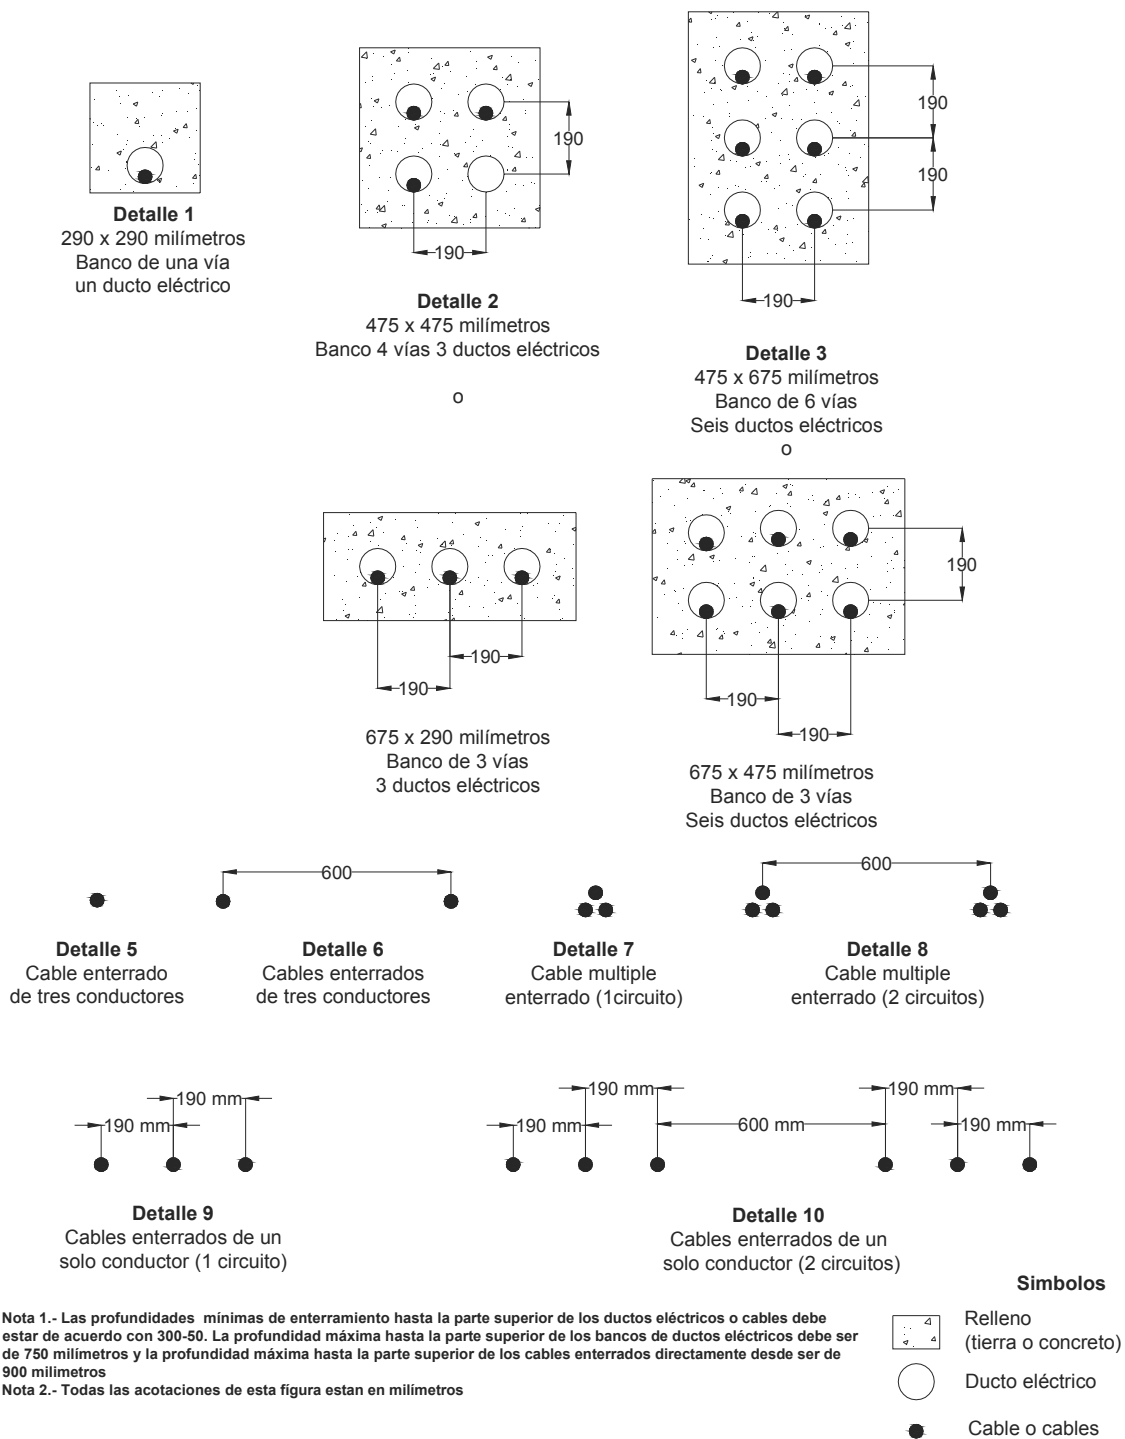 190
190
Detalle 1
290 x 290 milímetros
Banco de una vía
un ducto eléctrico
190
190
Detalle 2
475 x 475 milímetros
Banco 4 vías 3 ductos eléctricos
o
190
Detalle 3
475 x 675 milímetros
Banco de 6 vías
Seis ductos eléctricos
o
190
190
675 x 290 milímetros
Banco de 3 vías
3 ductos eléctricos
190
190
190
675 x 475 milímetros
Banco de 3 vías
Seis ductos eléctricos
600
Detalle 5
Cable enterrado
de tres conductores
Detalle 6
Cables enterrados
de tres conductores
Detalle 7
Cable multiple
enterrado (1circuito)
600
Detalle 8
Cable multiple
enterrado (2 circuitos)
190 mm
190 mm
Detalle 9
Cables enterrados de un
solo conductor (1 circuito)
190 mm
190 mm
600 mm
190 mm
190 mm
Detalle 10
Cables enterrados de un
solo conductor (2 circuitos)
Nota 1.- Las profundidades mínimas de enterramiento hasta la parte superior de los ductos eléctricos o cables debe
estar de acuerdo con 300-50. La profundidad máxima hasta la parte superior de los bancos de ductos eléctricos debe ser
de 750 milímetros y la profundidad máxima hasta la parte superior de los cables enterrados directamente desde ser de
900 milimetros
Nota 2.- Todas las acotaciones de esta fígura estan en milímetros
Simbolos
Relleno
(tierra o concreto)
Ducto eléctrico
Cable o cables